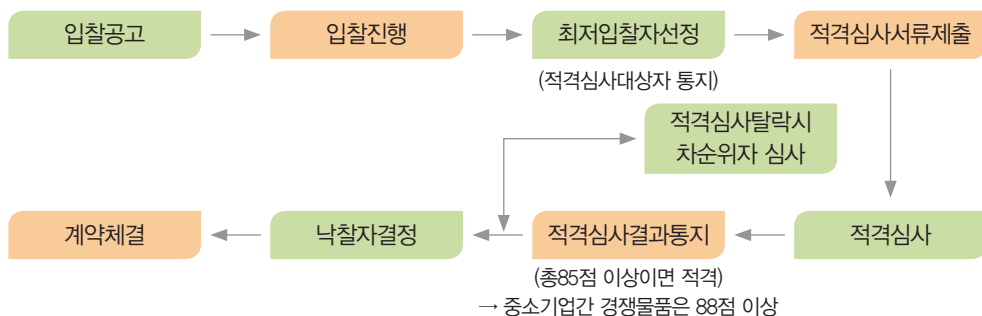 입찰공고
입찰진행
최저입찰자선정
적격심사서류제출
(적격심사대상자 통지)
적격심사탈락시
차순위자 심사
계약체결
낙찰자결정
적격심사결과통지
적격심사
(총85점 이상이면 적격)
→ 중소기업간 경쟁물품은 88점 이상